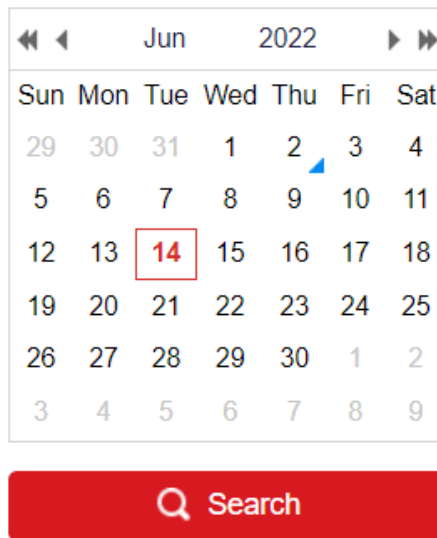 Jun 2022
Sun Mon Tue Wed Thu Fri Sat
29 30 31 1 2 3 4
5 6 7 8 9 10 11
12 13 14 15 16 17 18
19 20 21 22 23 24 25
26 27 28 29 30 1 2
3 4 5 6 7 8 9
Search